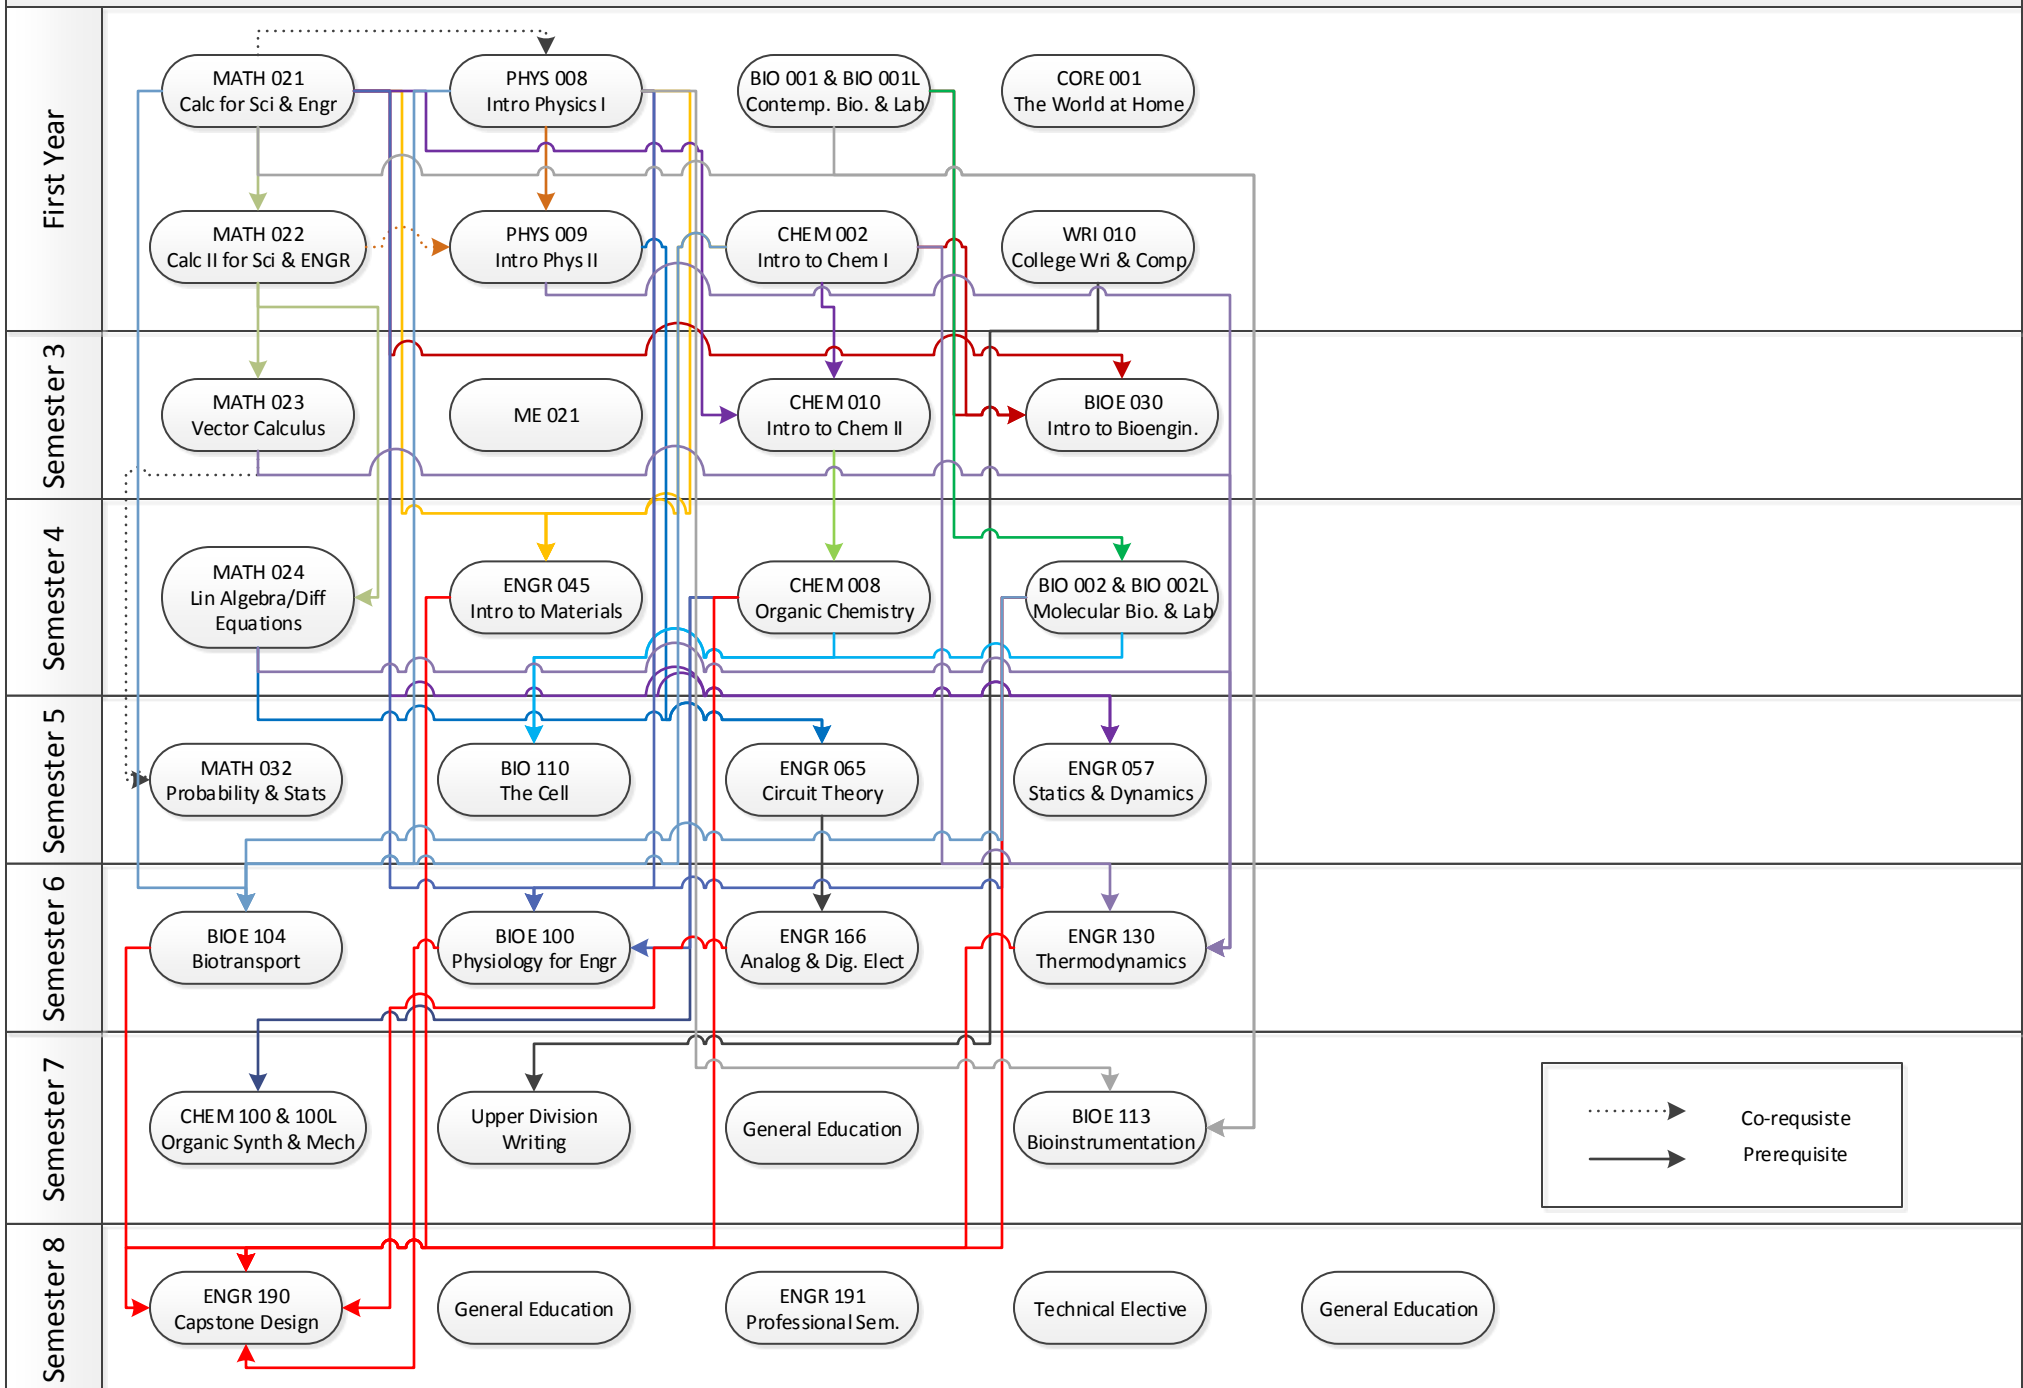 First Year
MATH 021
Calc for Sci & Engr
PHYS 008
Intro Physics I
BIO 001 & BIO 001L
Contemp. Bio. & Lab
CORE 001
The World at Home
MATH 022
Calc II for Sci & ENGR
PHYS 009
Intro Phys II
CHEM 002
Intro to Chem I
WRI 010
College Wri & Comp
Semester 3
MATH 023
Vector Calculus
ME 021
CHEM 010
Intro to Chem II
BIOE 030
Intro to Bioengin.
Semester 4
MATH 024
Lin Algebra/Diff
Equations
ENGR 045
Intro to Materials
CHEM 008
Organic Chemistry
BIO 002 & BIO 002L
Molecular Bio. & Lab
Semester 5
MATH 032
Probability & Stats
BIO 110
The Cell
ENGR 065
Circuit Theory
ENGR 057
Statics & Dynamics
Semester 6
BIOE 104
Biotransport
BIOE 100
Physiology for Engr
ENGR 166
Analog & Dig. Elect
ENGR 130
Thermodynamics
Semester 7
CHEM 100 & 100L
Organic Synth & Mech
Upper Division
Writing
General Education
BIOE 113
Bioinstrumentation
Co-requsiste
Prerequisite
Semester 8
ENGR 190
Capstone Design
General Education
ENGR 191
Professional Sem.
Technical Elective
General Education